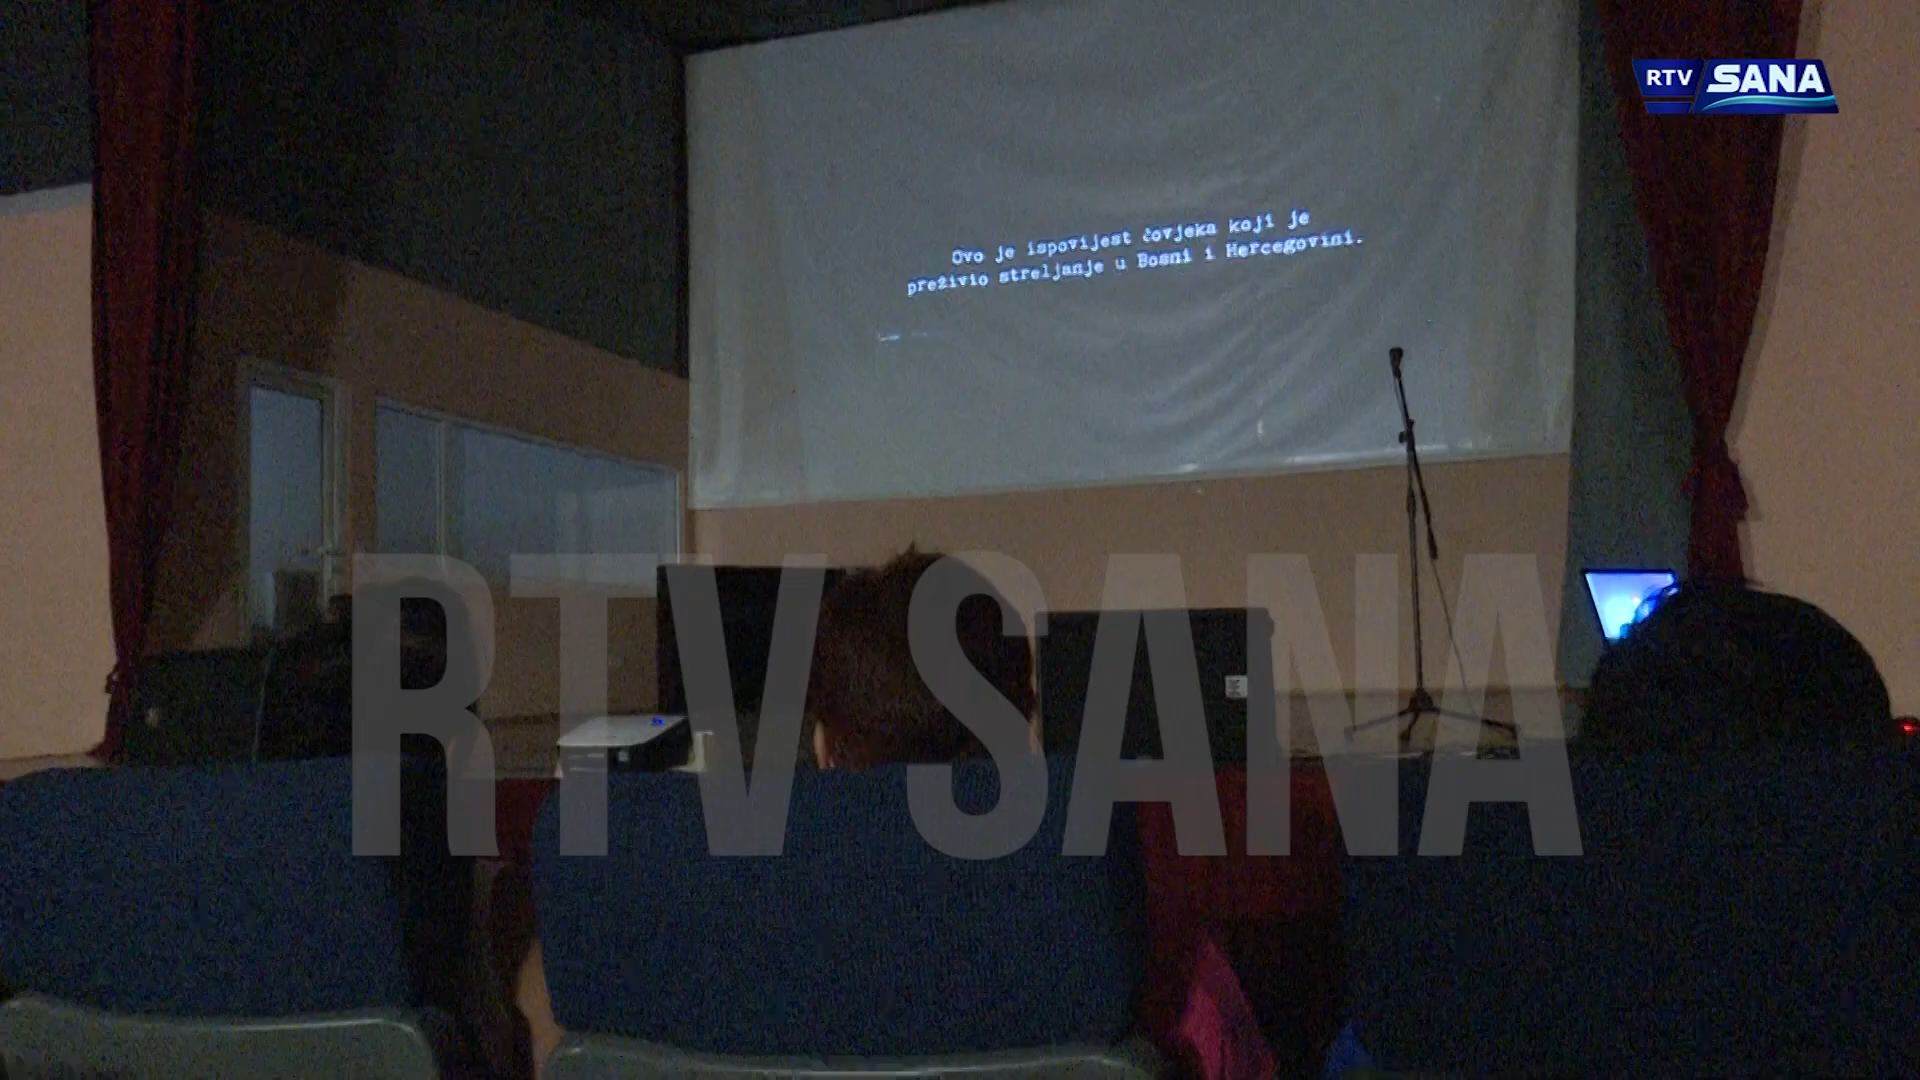 RTV SANA
Ovo je ispovijest čovjeka koji je
preživio streljanje u Bosni i Hercegovini.
RTV SANA